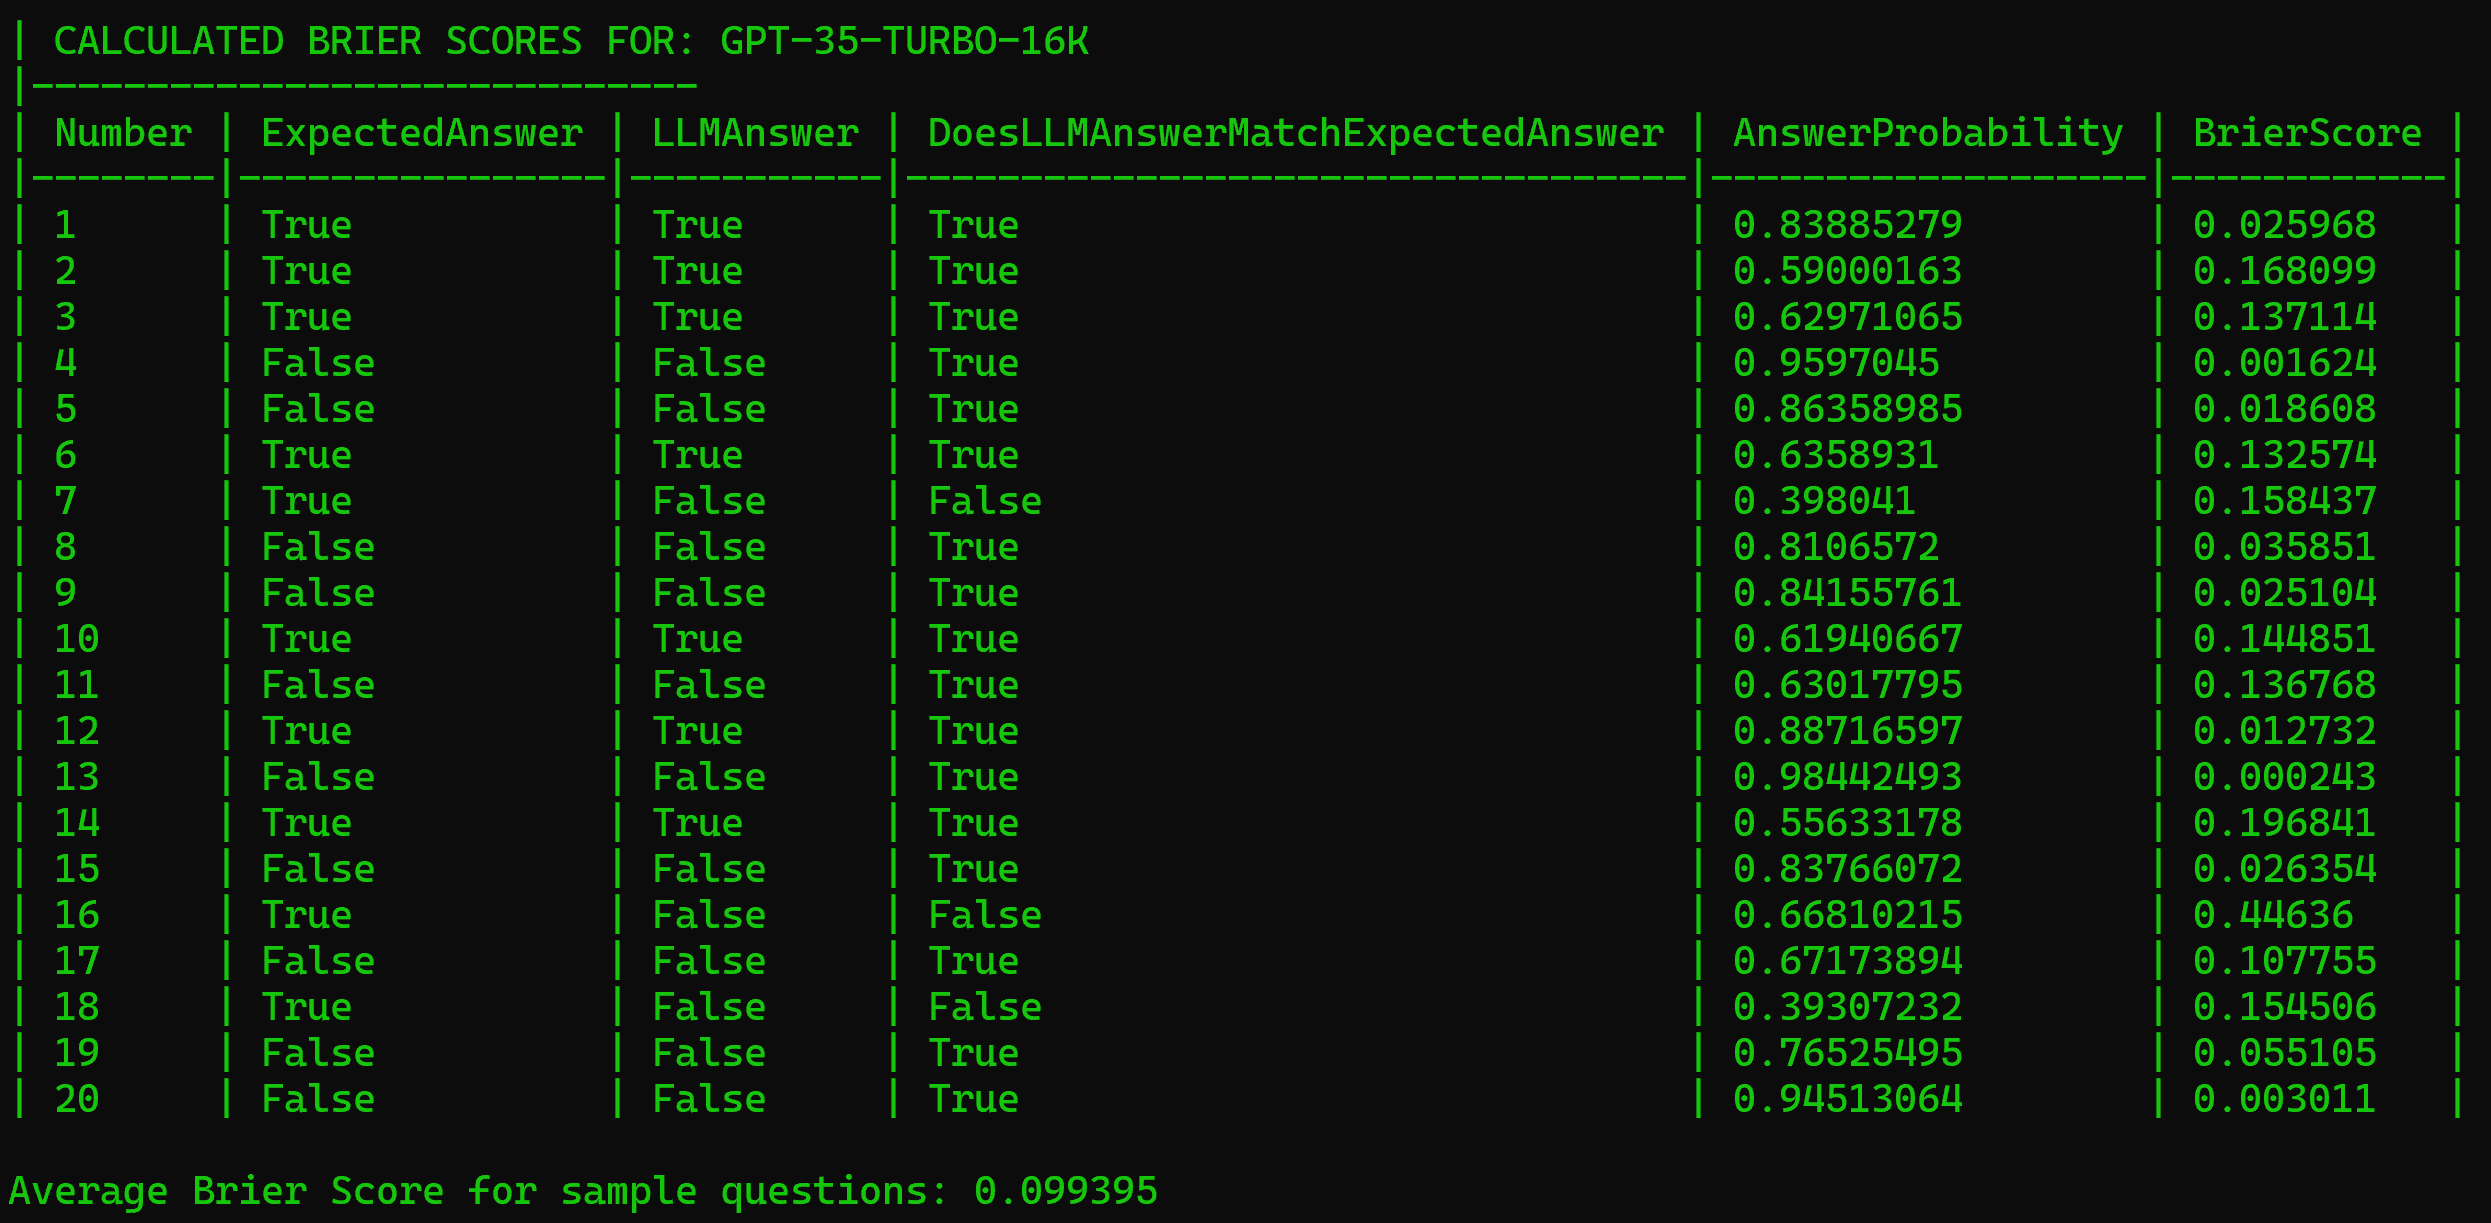 | CALCULATED BRIER SCORES FOR: GPT-35-TURBO-16K
|-----------------------------
| Number | ExpectedAnswer | LLMAnswer | DoesLLMAnswerMatchExpectedAnswer | AnswerProbability | BrierScore |
|--------|----------------|-----------|----------------------------------|-------------------|------------|
| 1 | True | True | True | 0.83885279 | 0.025968 |
| 2 | True | True | True | 0.59000163 | 0.168099 |
| 3 | True | True | True | 0.62971065 | 0.137114 |
| 4 | False | False | True | 0.9597045 | 0.001624 |
| 5 | False | False | True | 0.86358985 | 0.018608 |
| 6 | True | True | True | 0.6358931 | 0.132574 |
| 7 | True | False | False | 0.398041 | 0.158437 |
| 8 | False | False | True | 0.8106572 | 0.035851 |
| 9 | False | False | True | 0.84155761 | 0.025104 |
| 10 | True | True | True | 0.61940667 | 0.144851 |
| 11 | False | False | True | 0.63017795 | 0.136768 |
| 12 | True | True | True | 0.88716597 | 0.012732 |
| 13 | False | False | True | 0.98442493 | 0.000243 |
| 14 | True | True | True | 0.55633178 | 0.196841 |
| 15 | False | False | True | 0.83766072 | 0.026354 |
| 16 | True | False | False | 0.66810215 | 0.44636 |
| 17 | False | False | True | 0.67173894 | 0.107755 |
| 18 | True | False | False | 0.39307232 | 0.154506 |
| 19 | False | False | True | 0.76525495 | 0.055105 |
| 20 | False | False | True | 0.94513064 | 0.003011 |
Average Brier Score for sample questions: 0.099395